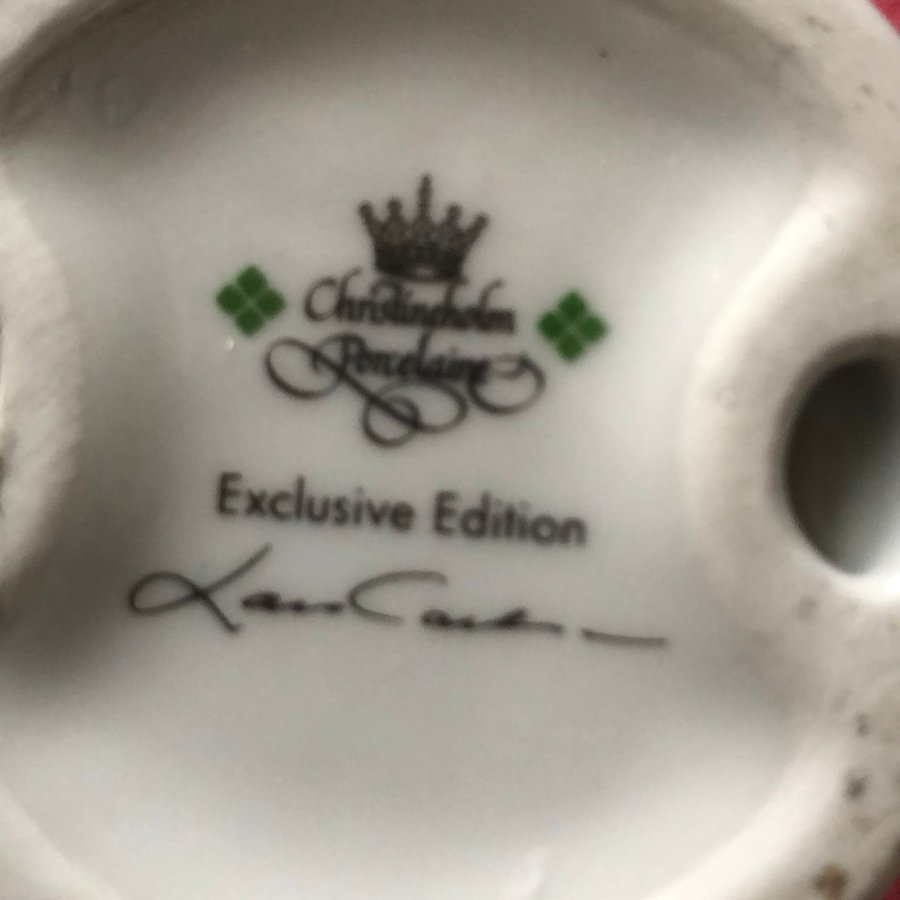 Christineholm
Porcelaine
Exclusive Edition